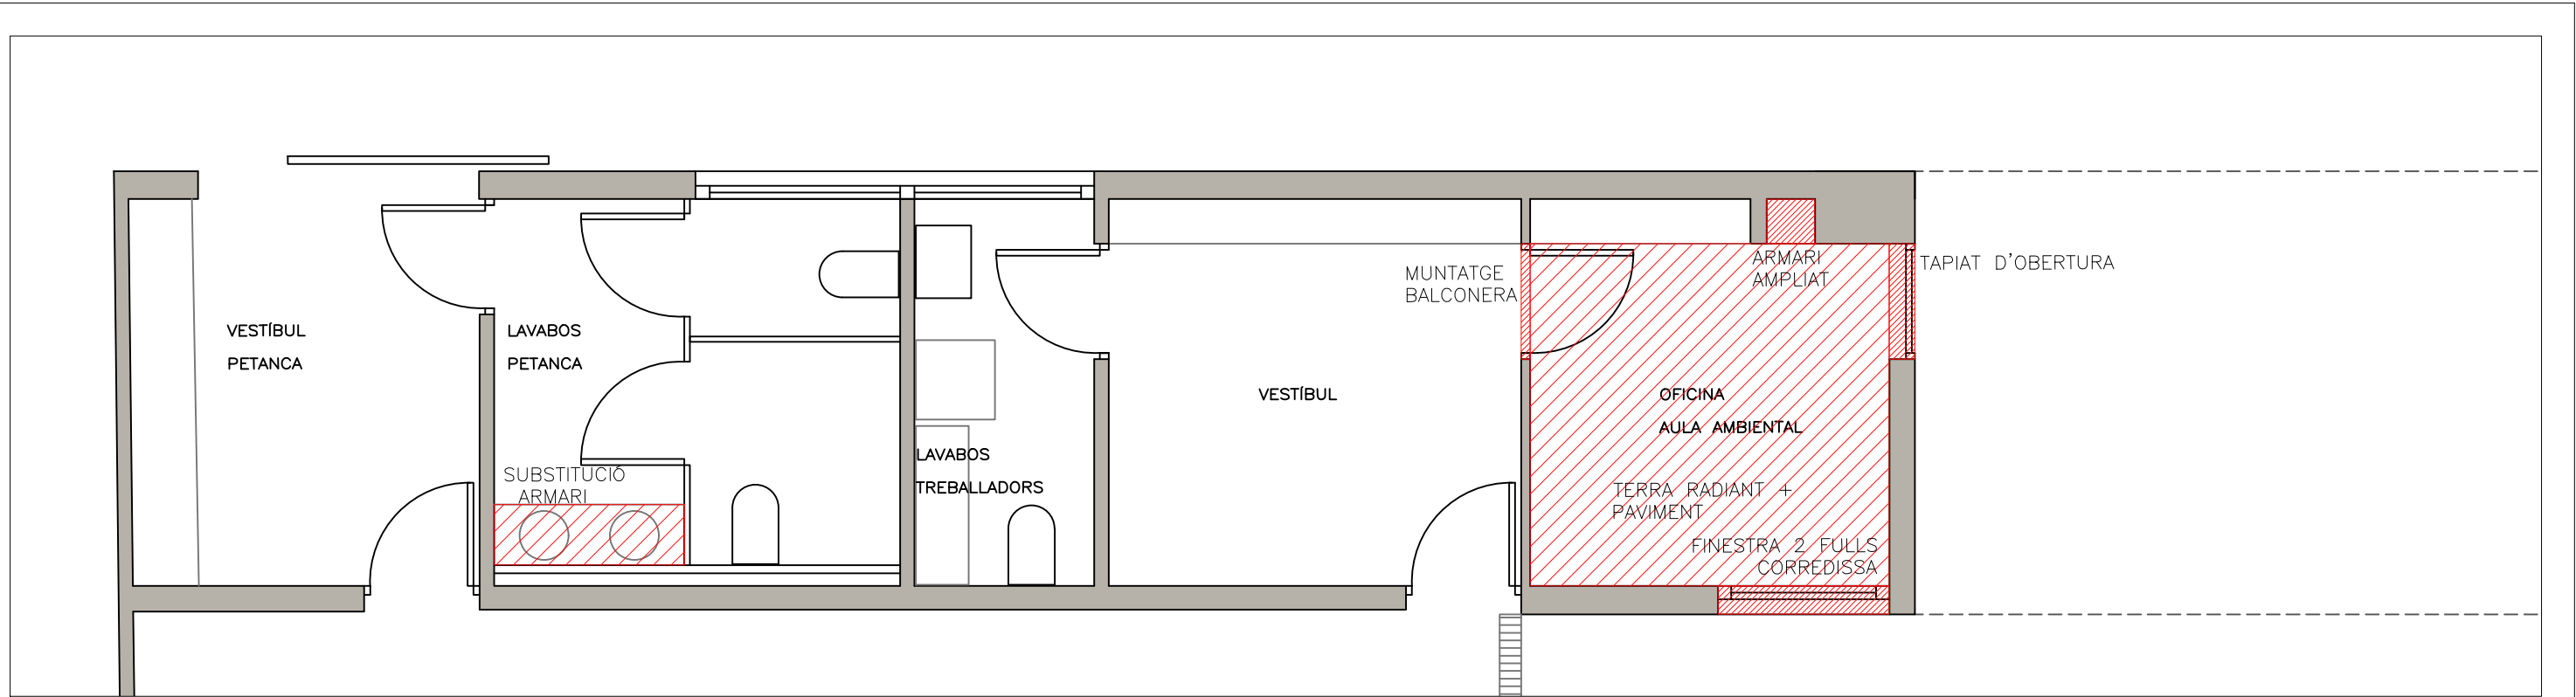 VESTÍBUL
PETANCA
LAVABOS
PETANCA
SUBSTITUCIÓ
ARMARI
LAVABOS
TREBALLADORS
VESTÍBUL
MUNTATGE
BALCONERA
ARMARI
AMPLIAT
TAPIAT D'OBERTURA
OFICINA
AULA AMBIENTAL
TERRA RADIANT +
PAVIMENT
FINESTRA 2 FULLS
CORREDISSA